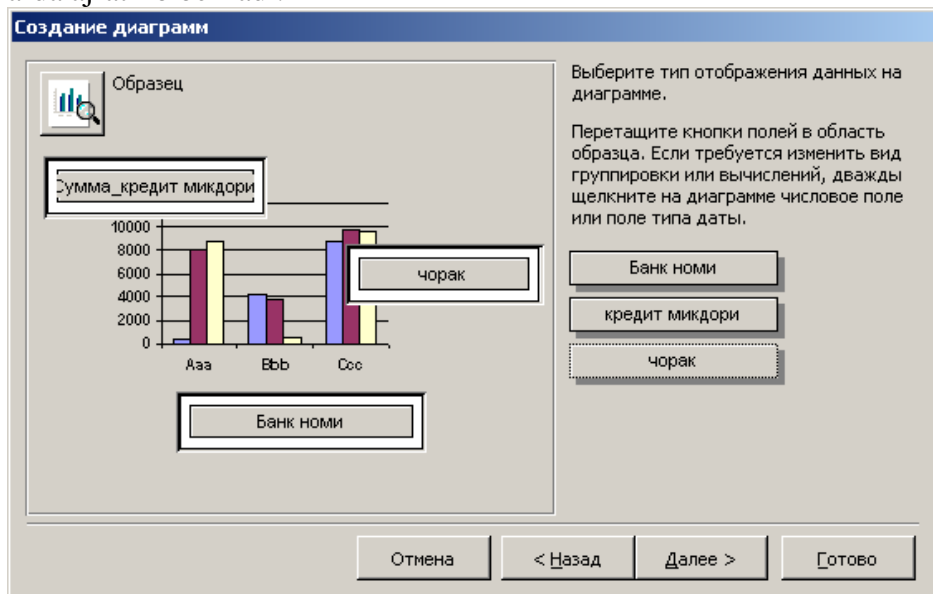 Создание диаграмм
Образец
Сумма_кредит микдори
10000
8000
6000
4000
2000
0
Aaa Bbb Ccc
чорак
Банк номи
Выберите тип отображения данных на
диаграмме.
Перетащите кнопки полей в область
образца. Если требуется изменить вид
группировки или вычислений, дважды
щелкните на диаграмме числовое поле
или поле типа даты.
Банк номи
кредит микдори
чорак
Отмена < Назад Далее > Готово